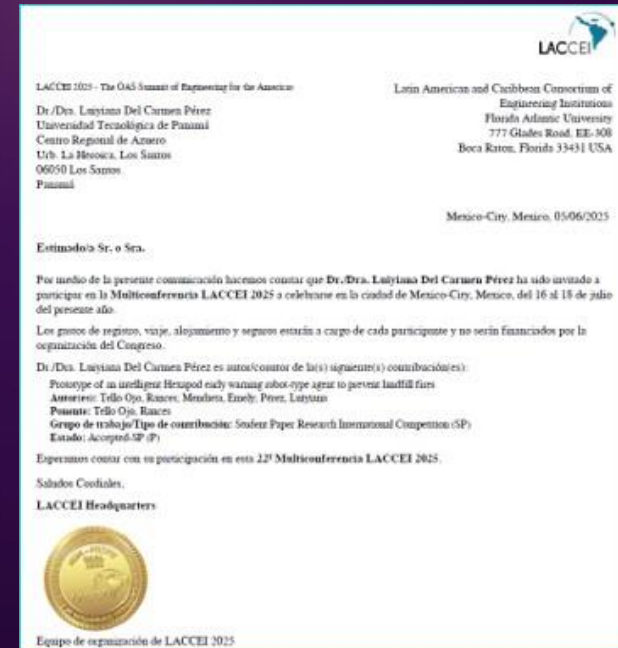 LACCEI
LACCEI 2025 - The OAS Summit of Engineering for the Americas
Latin American and Caribbean Consortium of
Engineering Institutions
Florida Atlantic University
777 Glades Road, EE-308
Boca Raton, Florida 33431 USA
Dr./Dra. Luiyiana Del Carmen Pérez
Universidad Tecnológica de Panamá
Centro Regional de Azuero
Urb. La Heroica, Los Santos
06050 Los Santos
Panamá
Mexico-City, Mexico, 05/06/2025
Estimado/a Sr. o Sra.
Por medio de la presente comunicación hacemos constar que Dr./Dra. Luiyiana Del Carmen Pérez ha sido invitado a
participar en la Multiconferencia LACCEI 2025 a celebrarse en la ciudad de Mexico-City, Mexico, del 16 al 18 de julio
del presente año.
Los gastos de registro, viaje, alojamiento y seguros estarán a cargo de cada participante y no serán financiados por la
organización del Congreso.
Dr./Dra. Luiyiana Del Carmen Pérez es autor/coautor de la(s) siguiente(s) contribución(es):
Prototype of an intelligent Hexapod early warning robot-type agent to prevent landfill fires
Autor(es): Tello Ojo, Rances; Mendieta, Emely; Pérez, Luiyiana
Ponente: Tello Ojo, Rances
Grupo de trabajo/Tipo de contribución: Student Paper Research International Competition (SP)
Estado: Accepted-SP (P)
Esperamos contar con su participación en esta 23ª Multiconferencia LACCEI 2025.
Saludos Cordiales,
LACCEI Headquarters
Equipo de organización de LACCEI 2025